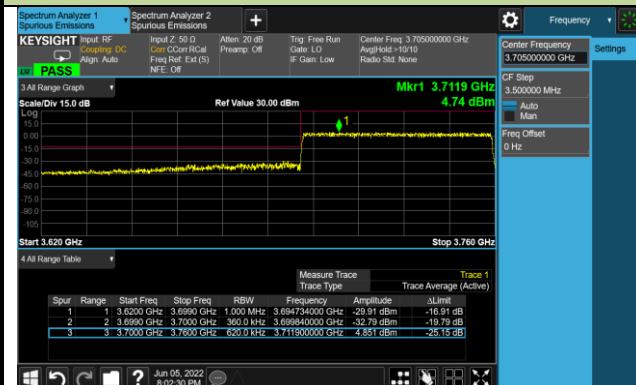 Spectrum Analyzer 1
Spurious Emissions
Spectrum Analyzer 2
Spurious Emissions
+
Frequency
KEYSIGHT
Input: RF
Coupling: DC
Align: Auto
Input Z: 50 Ω
Corr CCorr RCal
Freq Ref: Ext (S)
NFE: Off
Atten: 20 dB
Preamp: Off
Trig: Free Run
Gate: LO
IF Gain: Low
Center Freq: 3.705000000 GHz
Avg|Hold:>10/10
Radio Std: None
PASS
Center Frequency
3.705000000 GHz
Settings
CF Step
3.500000 MHz
Auto
Man
Freq Offset
0 Hz
3 All Range Graph
Mkr1 3.7119 GHz
4.74 dBm
Scale/Div 15.0 dB
Ref Value 30.00 dBm
Log
15.0
0.00
-15.0
-30.0
-45.0
-60.0
-75.0
-90.0
-105
1
Start 3.620 GHz
Stop 3.760 GHz
4 All Range Table
Measure Trace Trace 1
Trace Type Trace Average (Active)
Spur Range Start Freq Stop Freq RBW Frequency Amplitude ΔLimit
1 1 3.6200 GHz 3.6990 GHz 1.000 MHz 3.694734000 GHz -29.91 dBm -16.91 dB
2 2 3.6990 GHz 3.7000 GHz 360.0 kHz 3.699840000 GHz -32.79 dBm -19.79 dB
3 3 3.7000 GHz 3.7600 GHz 620.0 kHz 3.711900000 GHz 4.851 dBm -25.15 dB
?
Jun 05, 2022
8:02:30 PM